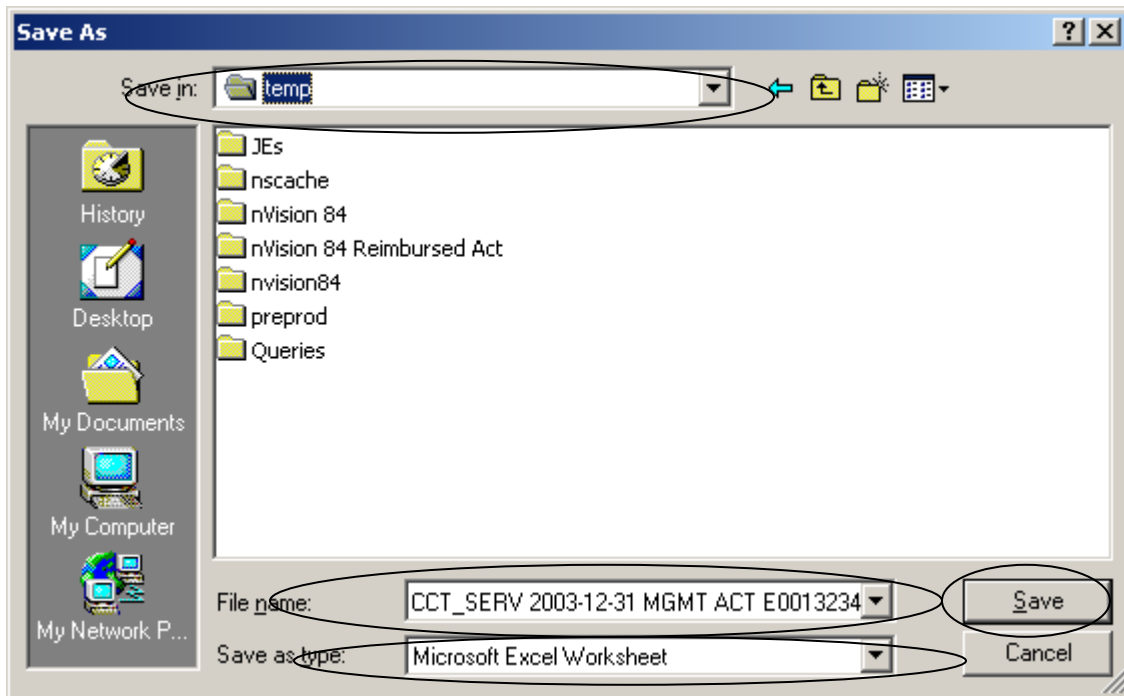 Save As
Save in:
temp
History
Desktop
My Documents
My Computer
My Network P...
JEs
nscache
nVision 84
nVision 84 Reimbursed Act
nvision84
preprod
Queries
File name:
CCT_SERV 2003-12-31 MGMT ACT E0013234
Save
Save as type:
Microsoft Excel Worksheet
Cancel